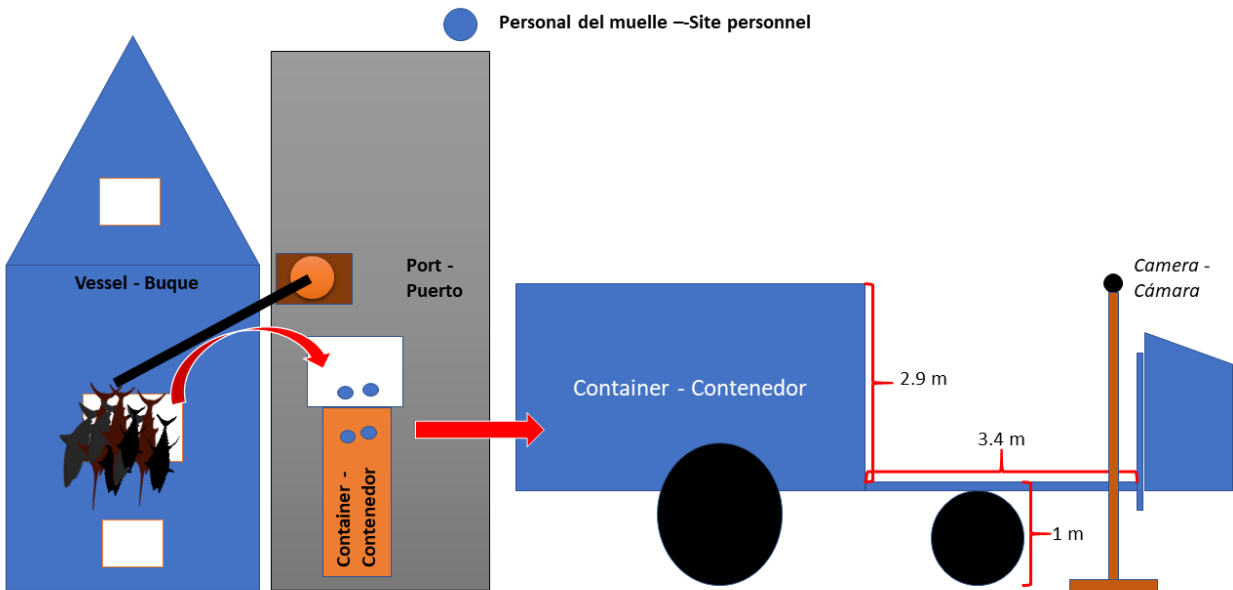 Personal del muelle –-Site personnel
Vessel - Buque
Port -
Puerto
Camera -
Cámara
Container - Contenedor
2.9 m
3.4 m
1 m
Container -
Contenedor